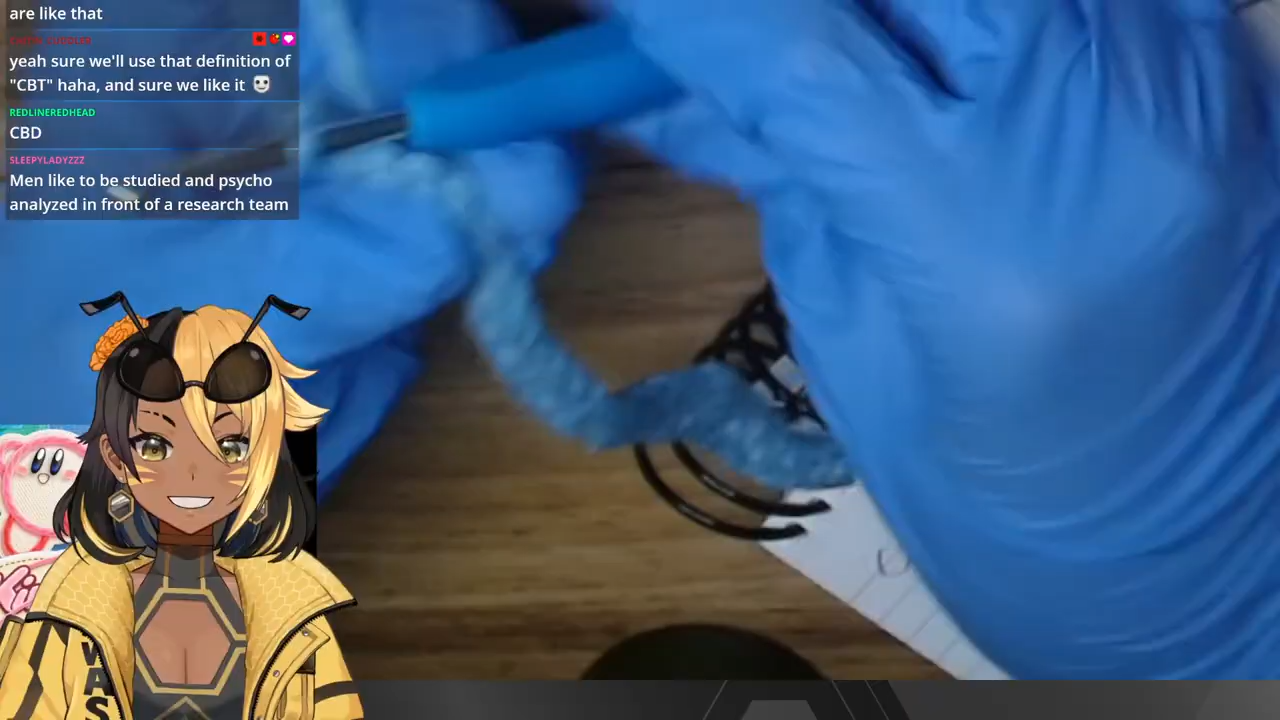 are like that
yeah sure we'll use that definition of
"CBT" haha, and sure we like it
REDLINEREDHEAD
CBD
SLEEPYLADYZZZ
Men like to be studied and psycho
analyzed in front of a research team
VAS